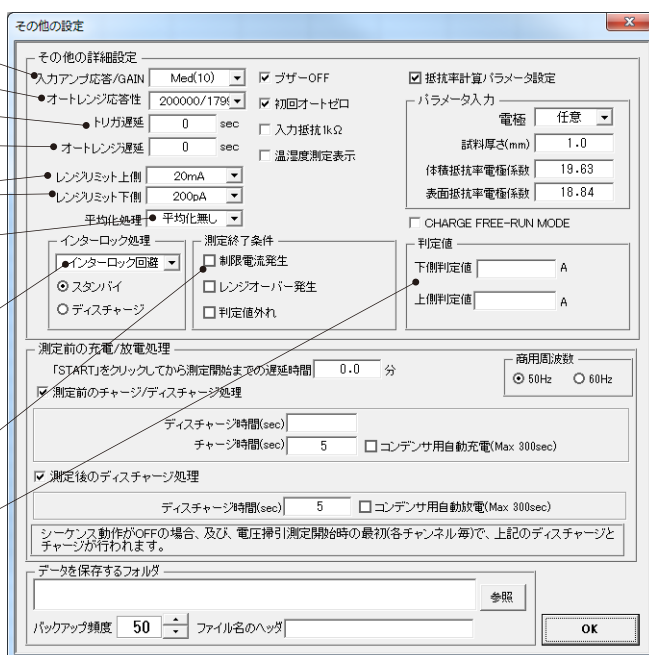 その他の設定
その他の詳細設定
入力アンプ応答/GAIN Med(10)
オートレンジ応答性 200000/179
トリガ遅延 0 sec
オートレンジ遅延 0 sec
レンジリミット上側 20mA
レンジリミット下側 200pA
平均化処理 平均化無し
ブザーOFF
初回オートゼロ
入力抵抗1kΩ
温湿度測定表示
抵抗率計算パラメータ設定
パラメータ入力
電極 任意
試料厚さ(mm) 1.0
体積抵抗率電極係数 19.63
表面抵抗率電極係数 18.84
CHARGE FREE-RUN MODE
インターロック処理
インターロック回避
スタンバイ
ディスチャージ
測定終了条件
制限電流発生
レンジオーバー発生
判定値外れ
判定値
下側判定値 A
上側判定値 A
測定前の充電/放電処理
「START」をクリックしてから測定開始までの遅延時間 0.0 分
商用周波数
50Hz 60Hz
測定前のチャージ/ディスチャージ処理
ディスチャージ時間(sec)
チャージ時間(sec) 5 コンデンサ用自動充電(Max 300sec)
測定後のディスチャージ処理
ディスチャージ時間(sec) 5 コンデンサ用自動放電(Max 300sec)
シーケンス動作がOFFの場合、及び、電圧掃引測定開始時の最初(各チャンネル毎)で、上記のディスチャージと
チャージが行われます。
データを保存するフォルダ
参照
バックアップ頻度 50 ファイル名のヘッダ
OK